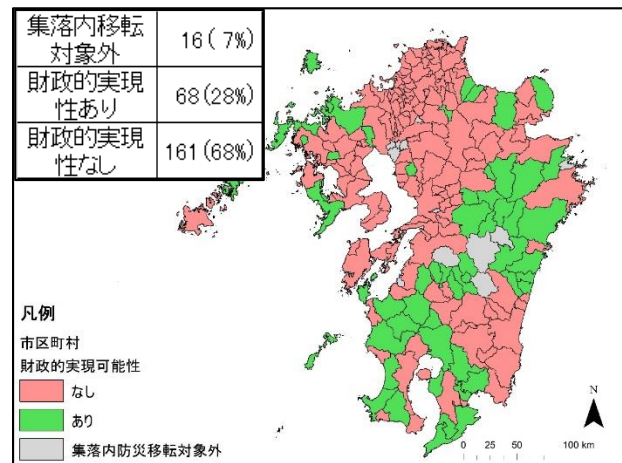 集落内移転
対象外
16( 7%)
財政的実現
性あり
68(28%)
財政的実現
性なし
161(68%)
凡例
市区町村
財政的実現可能性
なし
あり
集落内防災移転対象外
N
0 25 50 100 km